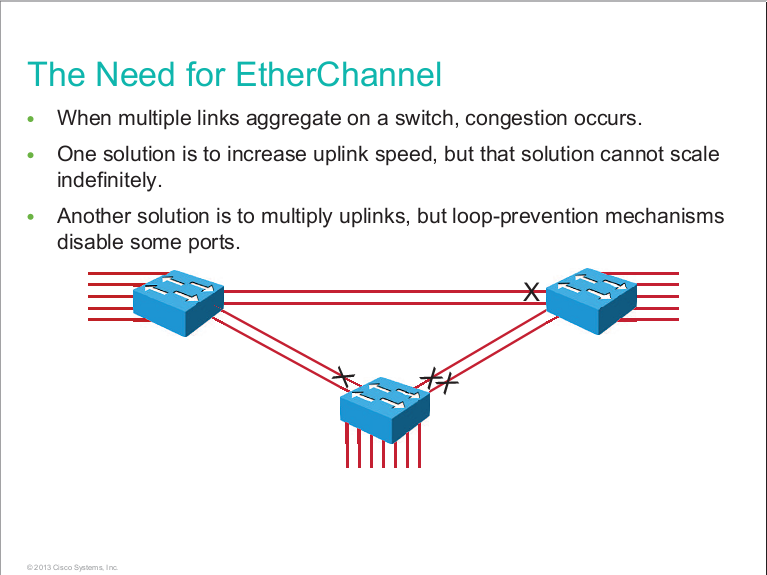 The Need for EtherChannel
• When multiple links aggregate on a switch, congestion occurs.
• One solution is to increase uplink speed, but that solution cannot scale
indefinitely.
• Another solution is to multiply uplinks, but loop-prevention mechanisms
disable some ports.
X
X
X X
© 2013 Cisco Systems, Inc.